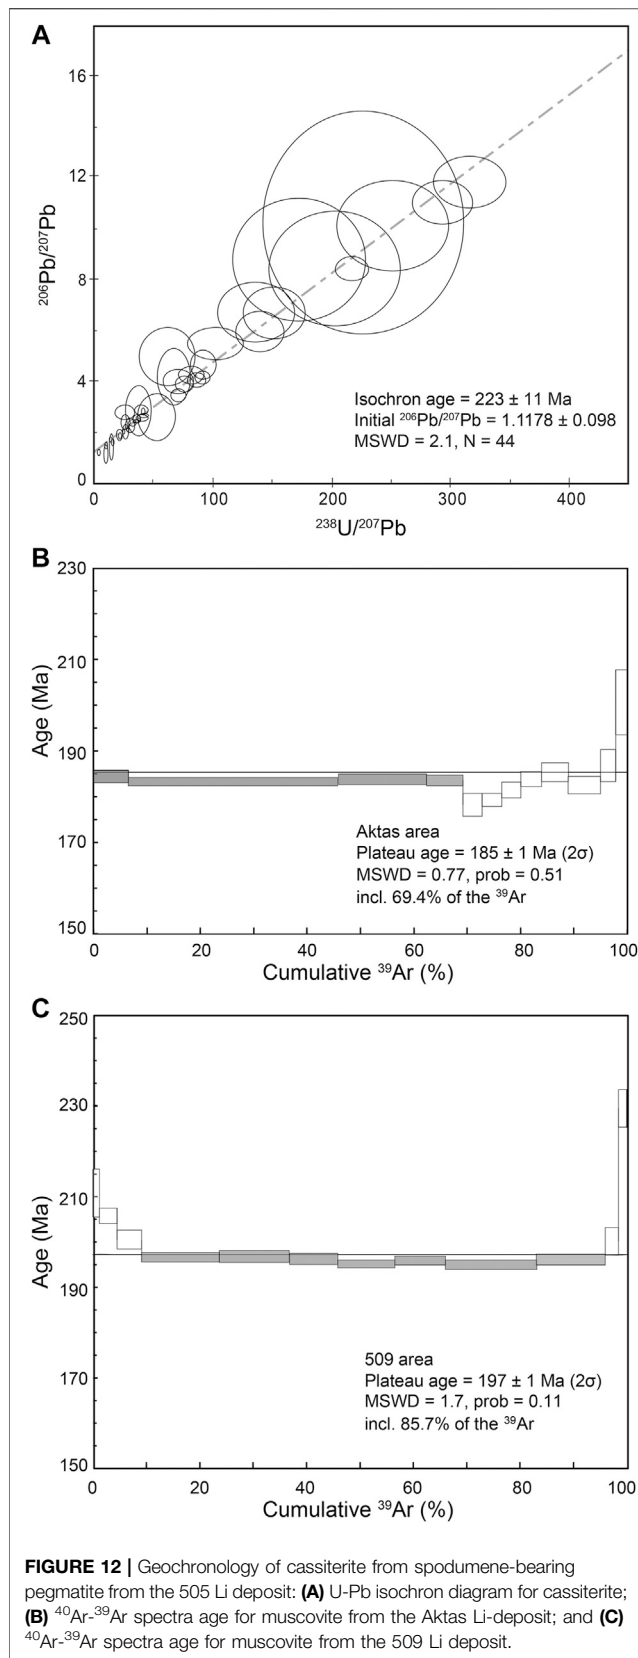 A
16
12
8
4
0
²⁰⁶Pb/²⁰⁷Pb
Isochron age = 223 ± 11 Ma
Initial ²⁰⁶Pb/²⁰⁷Pb = 1.1178 ± 0.098
MSWD = 2.1, N = 44
0 100 200 300 400
²³⁸U/²⁰⁷Pb
B
230
210
190
170
150
Age (Ma)
Aktas area
Plateau age = 185 ± 1 Ma (2σ)
MSWD = 0.77, prob = 0.51
incl. 69.4% of the ³⁹Ar
0 20 40 60 80 100
Cumulative ³⁹Ar (%)
C
250
230
210
190
170
150
Age (Ma)
509 area
Plateau age = 197 ± 1 Ma (2σ)
MSWD = 1.7, prob = 0.11
incl. 85.7% of the ³⁹Ar
0 20 40 60 80 100
Cumulative ³⁹Ar (%)
FIGURE 12 | Geochronology of cassiterite from spodumene-bearing
pegmatite from the 505 Li deposit: (A) U-Pb isochron diagram for cassiterite;
(B) ⁴⁰Ar-³⁹Ar spectra age for muscovite from the Aktas Li-deposit; and (C)
⁴⁰Ar-³⁹Ar spectra age for muscovite from the 509 Li deposit.